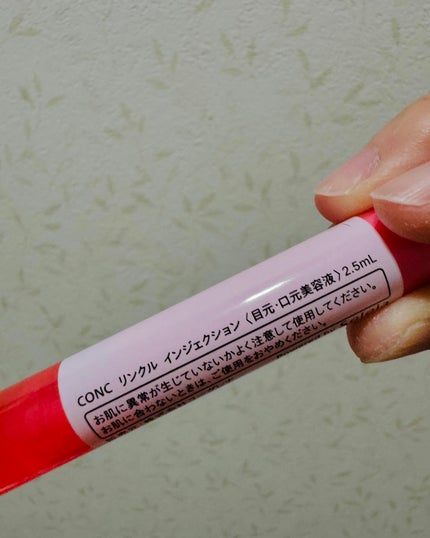 CONC リンクル インジェクション〈目元・口元美容液〉2.5mL
お肌に異常が生じていないかよく注意して使用してください。
お肌に合わないときは、ご使用をおやめください。